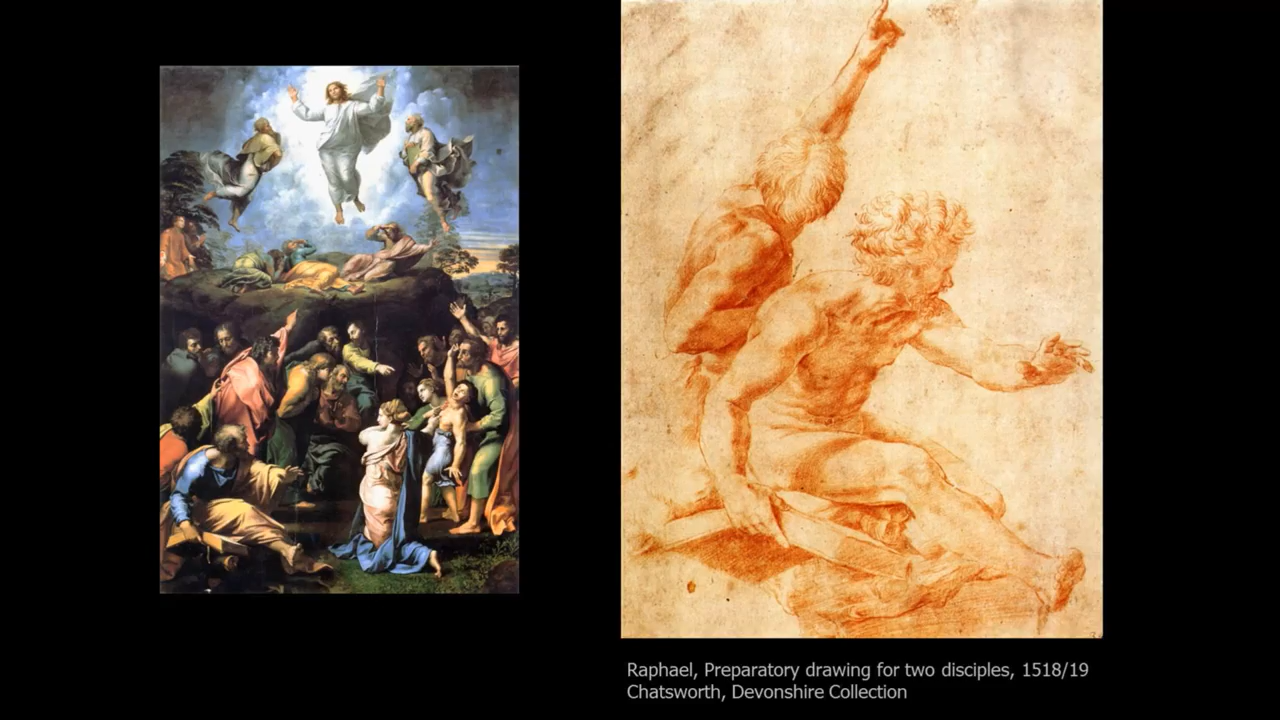 Raphael, Preparatory drawing for two disciples, 1518/19
Chatsworth, Devonshire Collection